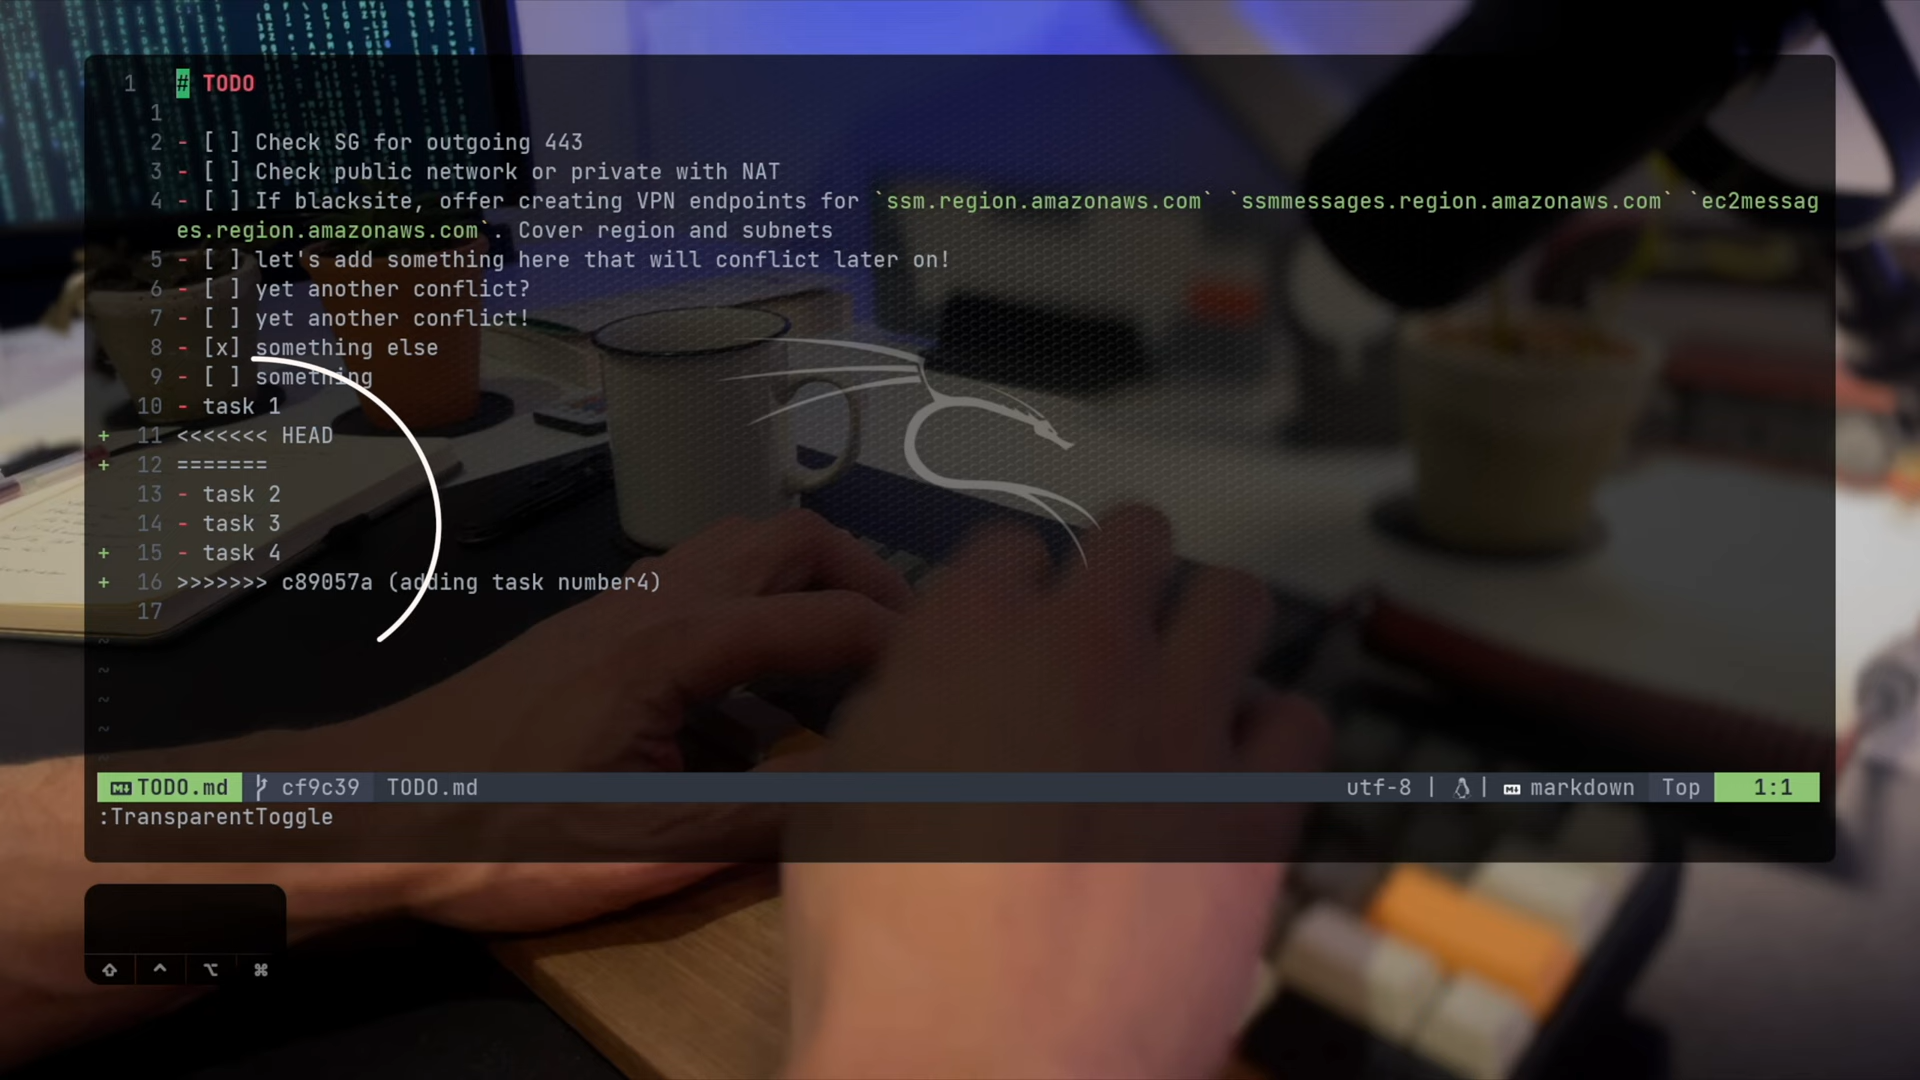 1 # TODO
1
2 - [ ] Check SG for outgoing 443
3 - [ ] Check public network or private with NAT
4 - [ ] If blacksite, offer creating VPN endpoints for `ssm.region.amazonaws.com` `ssmmessages.region.amazonaws.com` `ec2messag
es.region.amazonaws.com`. Cover region and subnets
5 - [ ] let's add something here that will conflict later on!
6 - [ ] yet another conflict?
7 - [ ] yet another conflict!
8 - [x] something else
9 - [ ] something
10 - task 1
+ 11 <<<<<<< HEAD
+ 12 =======
13 - task 2
14 - task 3
+ 15 - task 4
+ 16 >>>>>>> c89057a (adding task number4)
17
~
~
~
~
~
TODO.md cf9c39 TODO.md utf-8 | | markdown Top 1:1
:TransparentToggle